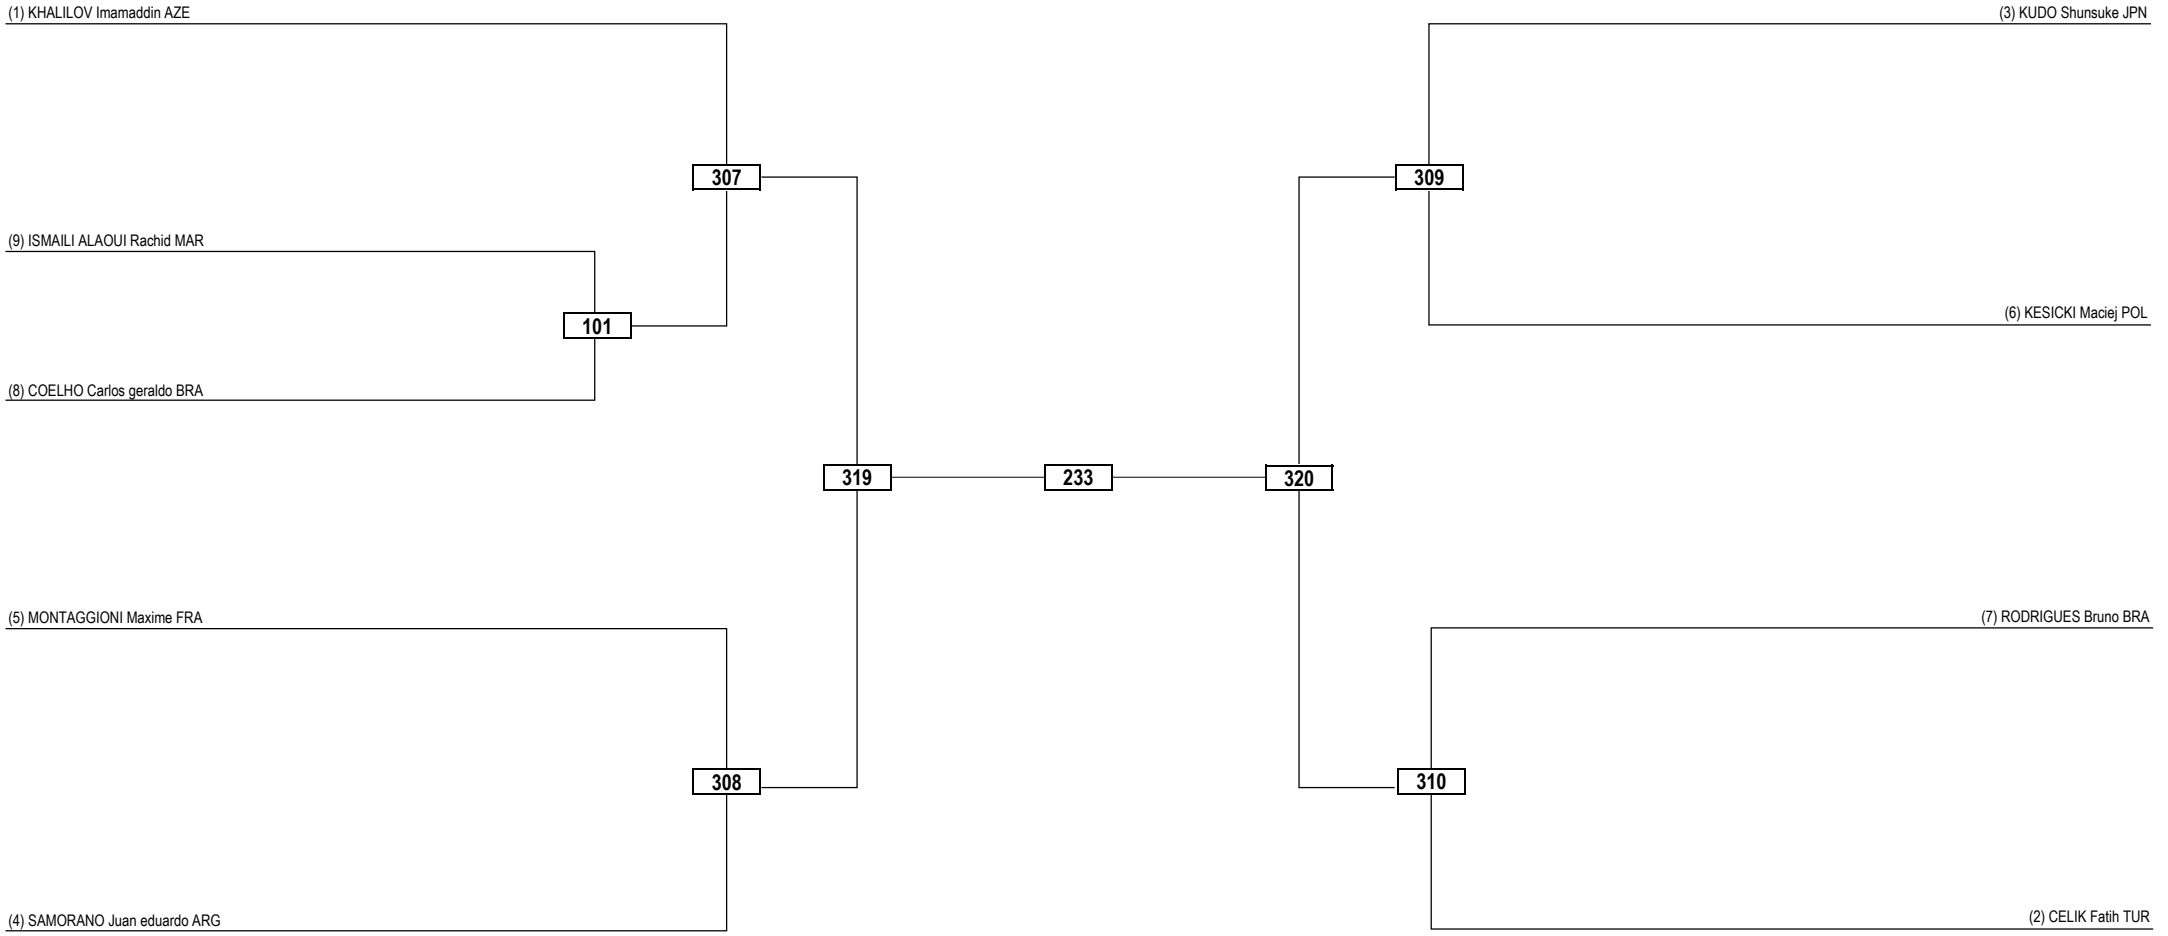 (1) KHALILOV Imamaddin AZE
(3) KUDO Shunsuke JPN
307
309
(9) ISMAILI ALAOUI Rachid MAR
(6) KESICKI Maciej POL
101
(8) COELHO Carlos geraldo BRA
319
233
320
(5) MONTAGGIONI Maxime FRA
(7) RODRIGUES Bruno BRA
308
310
(4) SAMORANO Juan eduardo ARG
(2) CELIK Fatih TUR